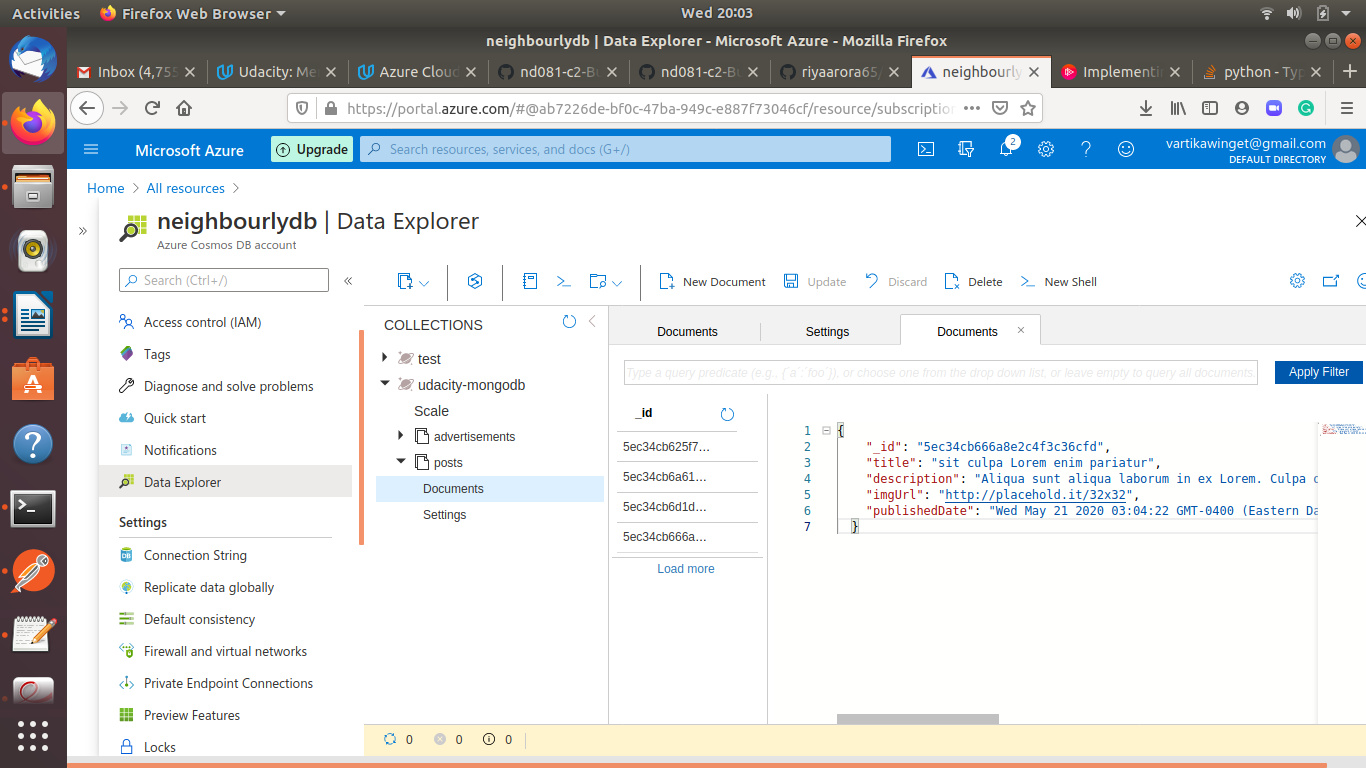 Activities Firefox Web Browser Wed 20:03
neighbourlydb | Data Explorer - Microsoft Azure - Mozilla Firefox
Inbox (4,755 Udacity: Me Azure Cloud nd081-c2-Bu nd081-c2-Bu riyaarora65/ neighbourly Implementin python - Typ
https://portal.azure.com/#@ab7226de-bf0c-47ba-949c-e887f73046cf/resource/subscription
Microsoft Azure Upgrade Search resources, services, and docs (G+/) 2 vartikawinget@gmail.com
DEFAULT DIRECTORY
Home > All resources >
neighbourlydb | Data Explorer
Azure Cosmos DB account
Search (Ctrl+/)
Access control (IAM)
Tags
Diagnose and solve problems
Quick start
Notifications
Data Explorer
Settings
Connection String
Replicate data globally
Default consistency
Firewall and virtual networks
Private Endpoint Connections
Preview Features
Locks
New Document Update Discard Delete New Shell
COLLECTIONS
test
udacity-mongodb
Scale
advertisements
posts
Documents
Settings
Documents Settings Documents
Type a query predicate (e.g., {´a´:´foo´}), or choose one from the drop down list, or leave empty to query all documents. Apply Filter
_id
5ec34cb625f7...
5ec34cb6a61...
5ec34cb6d1d...
5ec34cb666a...
Load more
1 {
2 "_id": "5ec34cb666a8e2c4f3c36cfd",
3 "title": "sit culpa Lorem enim pariatur",
4 "description": "Aliqua sunt aliqua laborum in ex Lorem. Culpa
5 "imgUrl": "http://placehold.it/32x32",
6 "publishedDate": "Wed May 21 2020 03:04:22 GMT-0400 (Eastern Da
7 }
0 0 0